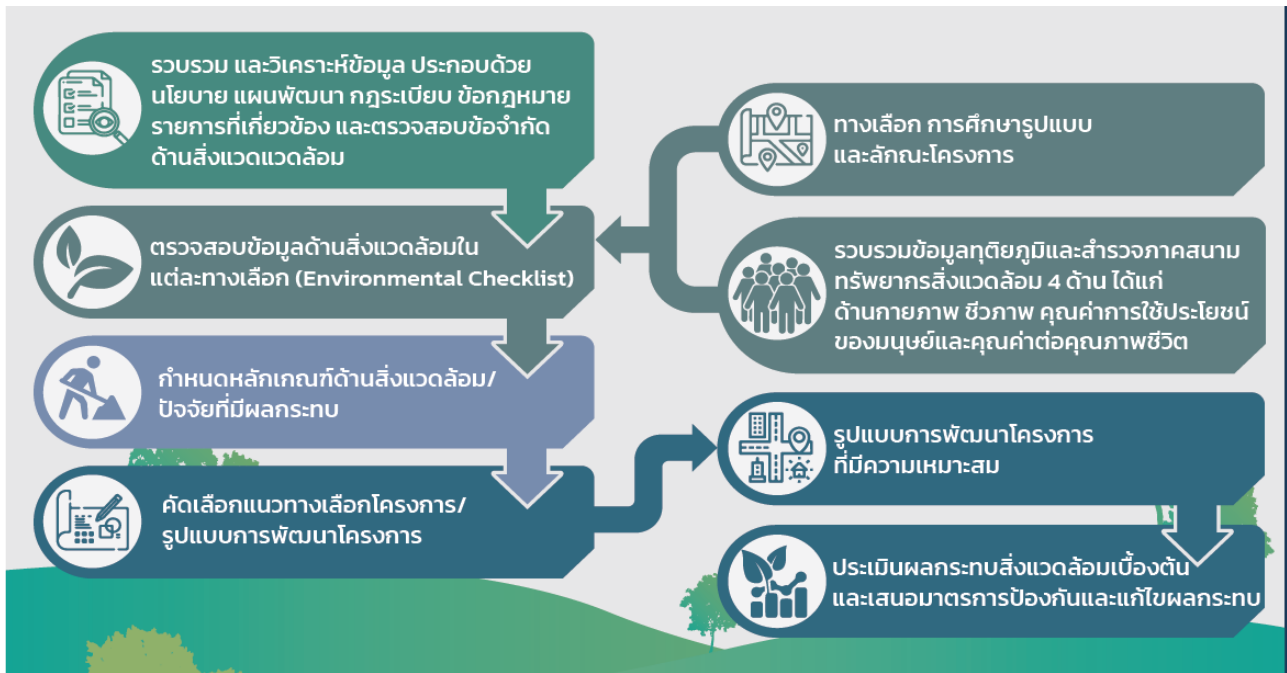 รวบรวม และวิเคราะห์ข้อมูล ประกอบด้วย
นโยบาย แผนพัฒนา กฎระเบียบ ข้อกฎหมาย
รายการที่เกี่ยวข้อง และตรวจสอบข้อจำกัด
ด้านสิ่งแวดแวดล้อม
ตรวจสอบข้อมูลด้านสิ่งแวดล้อมใน
แต่ละทางเลือก (Environmental Checklist)
กำหนดหลักเกณฑ์ด้านสิ่งแวดล้อม/
ปัจจัยที่มีผลกระทบ
คัดเลือกแนวทางเลือกโครงการ/
รูปแบบการพัฒนาโครงการ
ทางเลือก การศึกษารูปแบบ
และลักณะโครงการ
รวบรวมข้อมูลทุติยภูมิและสำรวจภาคสนาม
ทรัพยากรสิ่งแวดล้อม 4 ด้าน ได้แก่
ด้านกายภาพ ชีวภาพ คุณค่าการใช้ประโยชน์
ของมนุษย์และคุณค่าต่อคุณภาพชีวิต
รูปแบบการพัฒนาโครงการ
ที่มีความเหมาะสม
ประเมินผลกระทบสิ่งแวดล้อมเบื้องต้น
และเสนอมาตรการป้องกันและแก้ไขผลกระทบ